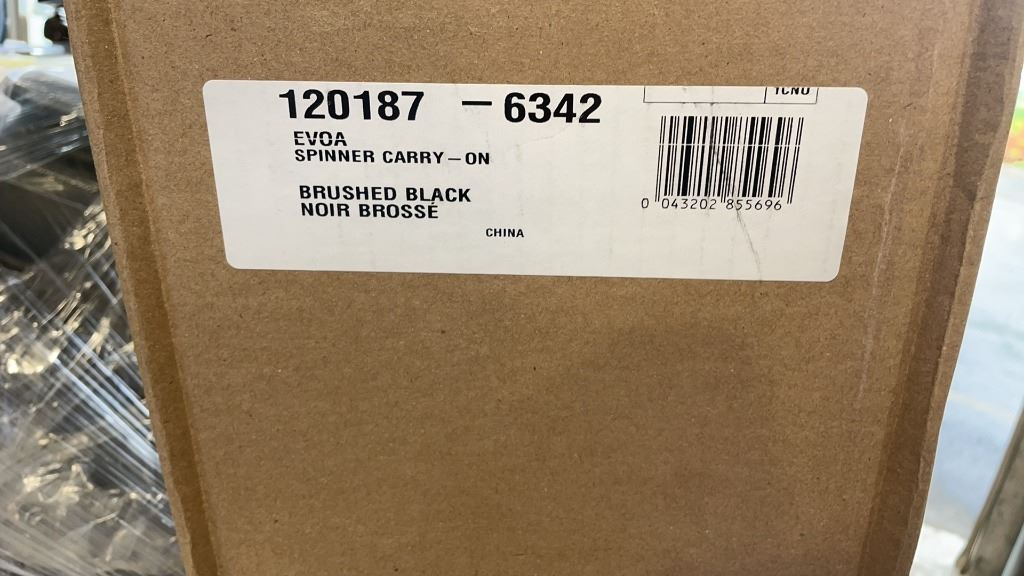 120187 – 6342
EVOA
SPINNER CARRY–ON
BRUSHED BLACK
NOIR BROSSÉ
CHINA
0 043202 855696